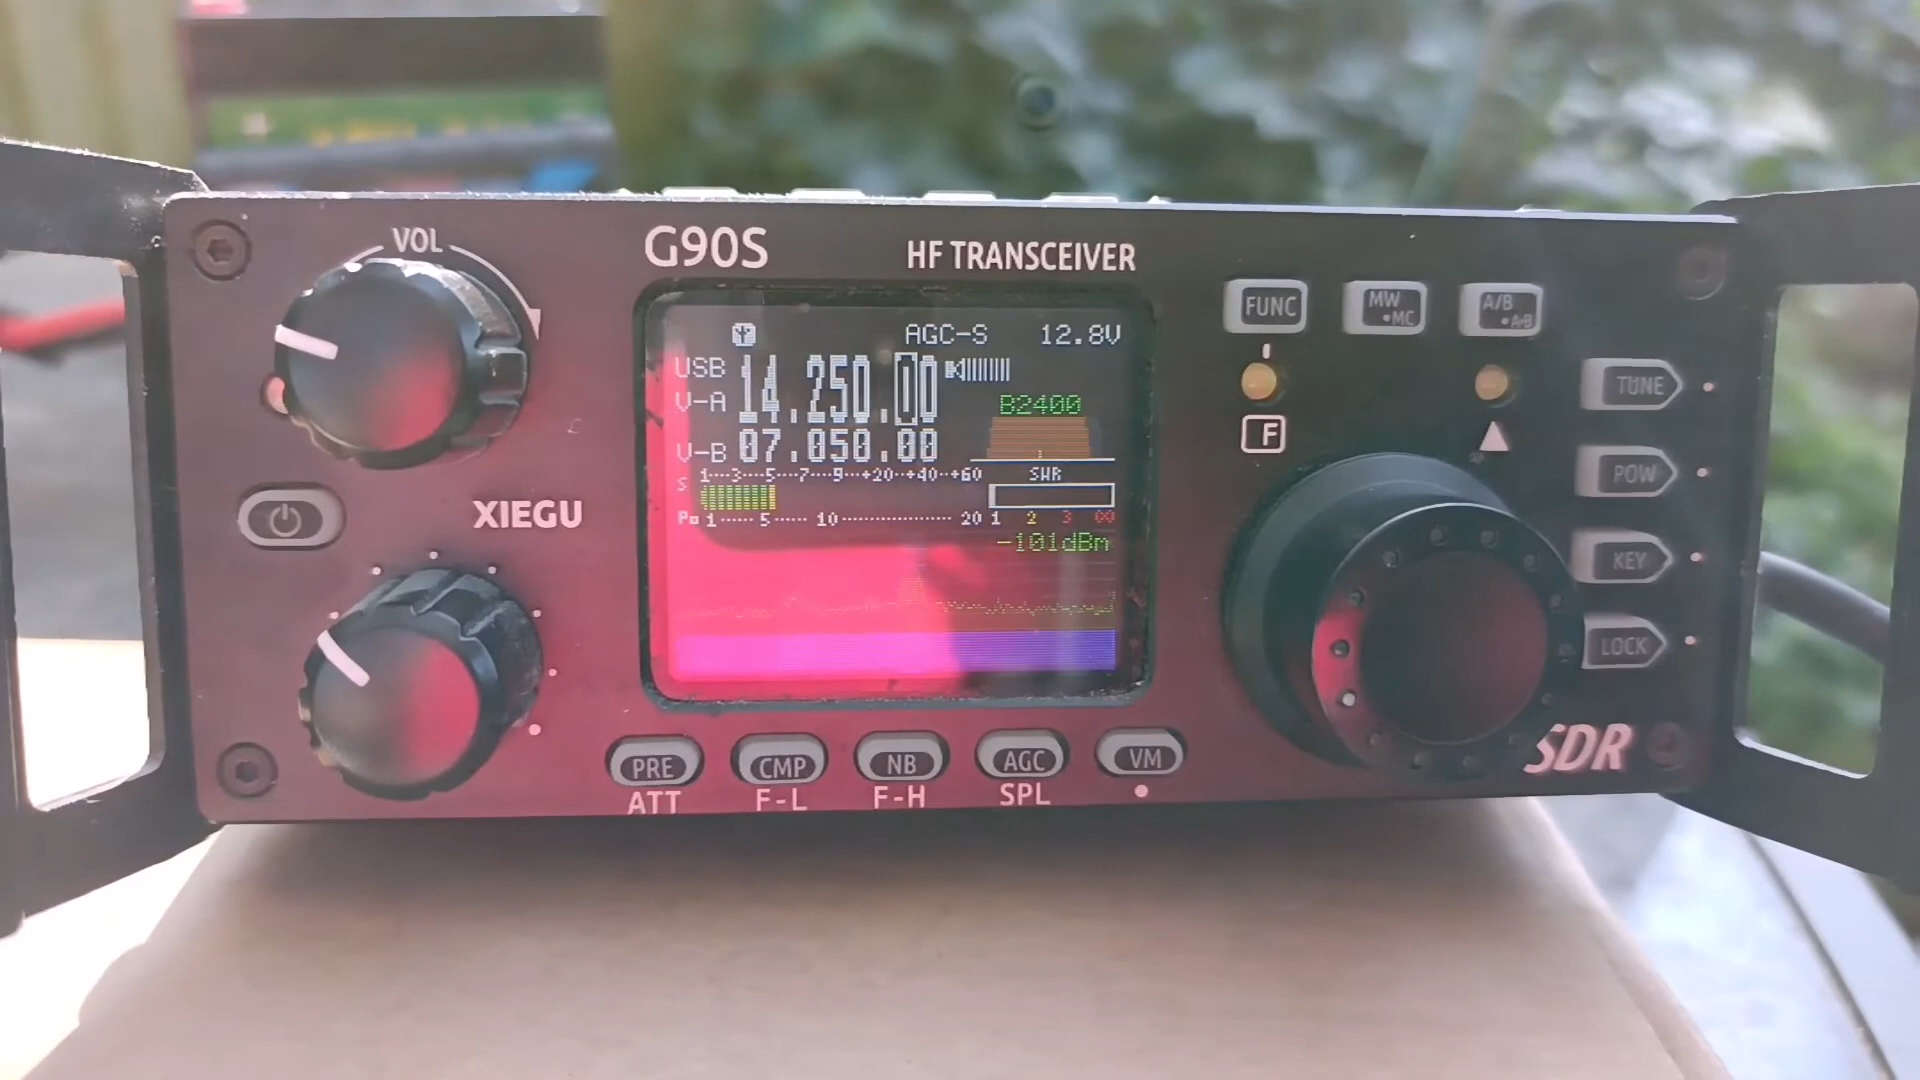 VOL
G90S HF TRANSCEIVER
FUNC MW •MC A/B •A-B
AGC-S 12.8V
USB 14.250.00
V-A
B2400
V-B 07.050.00
1···3···5···7···9···+20··+40··+60 SWR
S
Po 1······5······10···············20 1 2 3 ∞
-101dBm
XIEGU
F
TUNE
POW
KEY
LOCK
SDR
PRE CMP NB AGC VM
ATT F-L F-H SPL